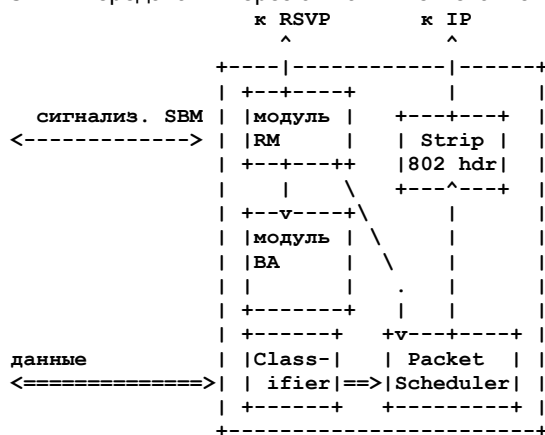 к RSVP к IP
сигнализ. SBM модуль
RM Strip
802 hdr
модуль
BA
данные Class- Packet
ifier Scheduler